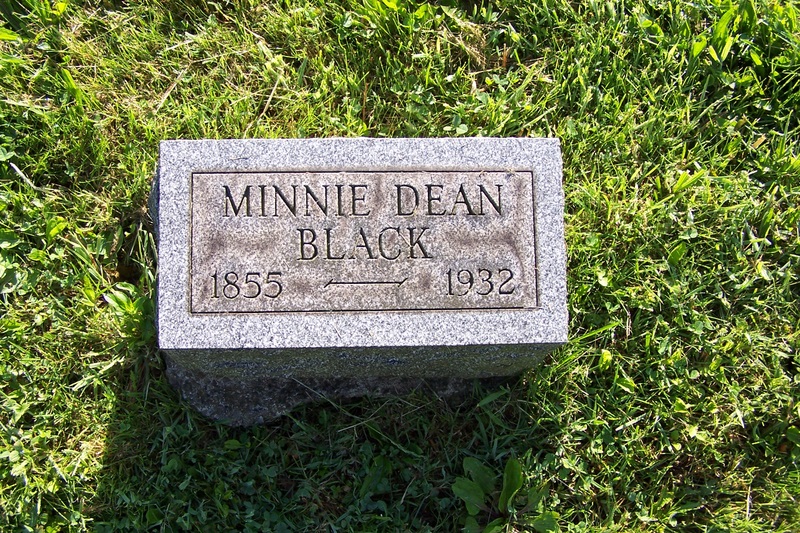 MINNIE DEAN
BLACK
1855 — 1932